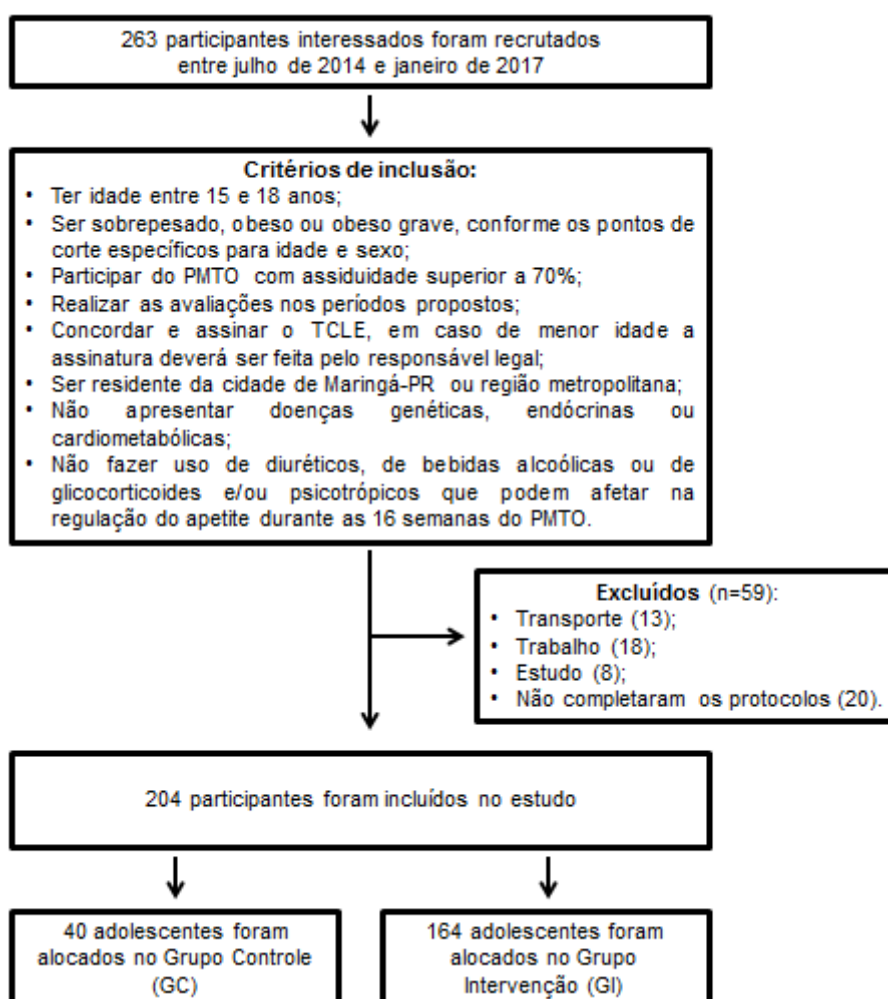 263 participantes interessados foram recrutados
entre julho de 2014 e janeiro de 2017
Critérios de inclusão:
• Ter idade entre 15 e 18 anos;
• Ser sobrepesado, obeso ou obeso grave, conforme os pontos de
corte específicos para idade e sexo;
• Participar do PMTO com assiduidade superior a 70%;
• Realizar as avaliações nos períodos propostos;
• Concordar e assinar o TCLE, em caso de menor idade a
assinatura deverá ser feita pelo responsável legal;
• Ser residente da cidade de Maringá-PR ou região metropolitana;
• Não apresentar doenças genéticas, endócrinas ou
cardiometabólicas;
• Não fazer uso de diuréticos, de bebidas alcoólicas ou de
glicocorticoides e/ou psicotrópicos que podem afetar na
regulação do apetite durante as 16 semanas do PMTO.
Excluídos (n=59):
• Transporte (13);
• Trabalho (18);
• Estudo (8);
• Não completaram os protocolos (20).
204 participantes foram incluídos no estudo
40 adolescentes foram
alocados no Grupo Controle
(GC)
164 adolescentes foram
alocados no Grupo
Intervenção (GI)